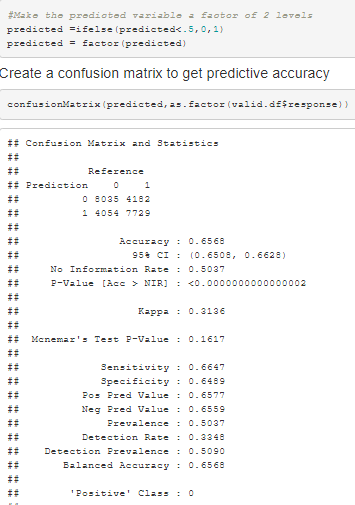 #Make the predicted variable a factor of 2 levels
predicted =ifelse(predicted<.5,0,1)
predicted = factor(predicted)
Create a confusion matrix to get predictive accuracy
confusionMatrix(predicted,as.factor(valid.df$response))
## Confusion Matrix and Statistics
##
## Reference
## Prediction 0 1
## 0 8035 4182
## 1 4054 7729
##
## Accuracy : 0.6568
## 95% CI : (0.6508, 0.6628)
## No Information Rate : 0.5037
## P-Value [Acc > NIR] : <0.0000000000000002
##
## Kappa : 0.3136
##
## Mcnemar's Test P-Value : 0.1617
##
## Sensitivity : 0.6647
## Specificity : 0.6489
## Pos Pred Value : 0.6577
## Neg Pred Value : 0.6559
## Prevalence : 0.5037
## Detection Rate : 0.3348
## Detection Prevalence : 0.5090
## Balanced Accuracy : 0.6568
##
## 'Positive' Class : 0
##